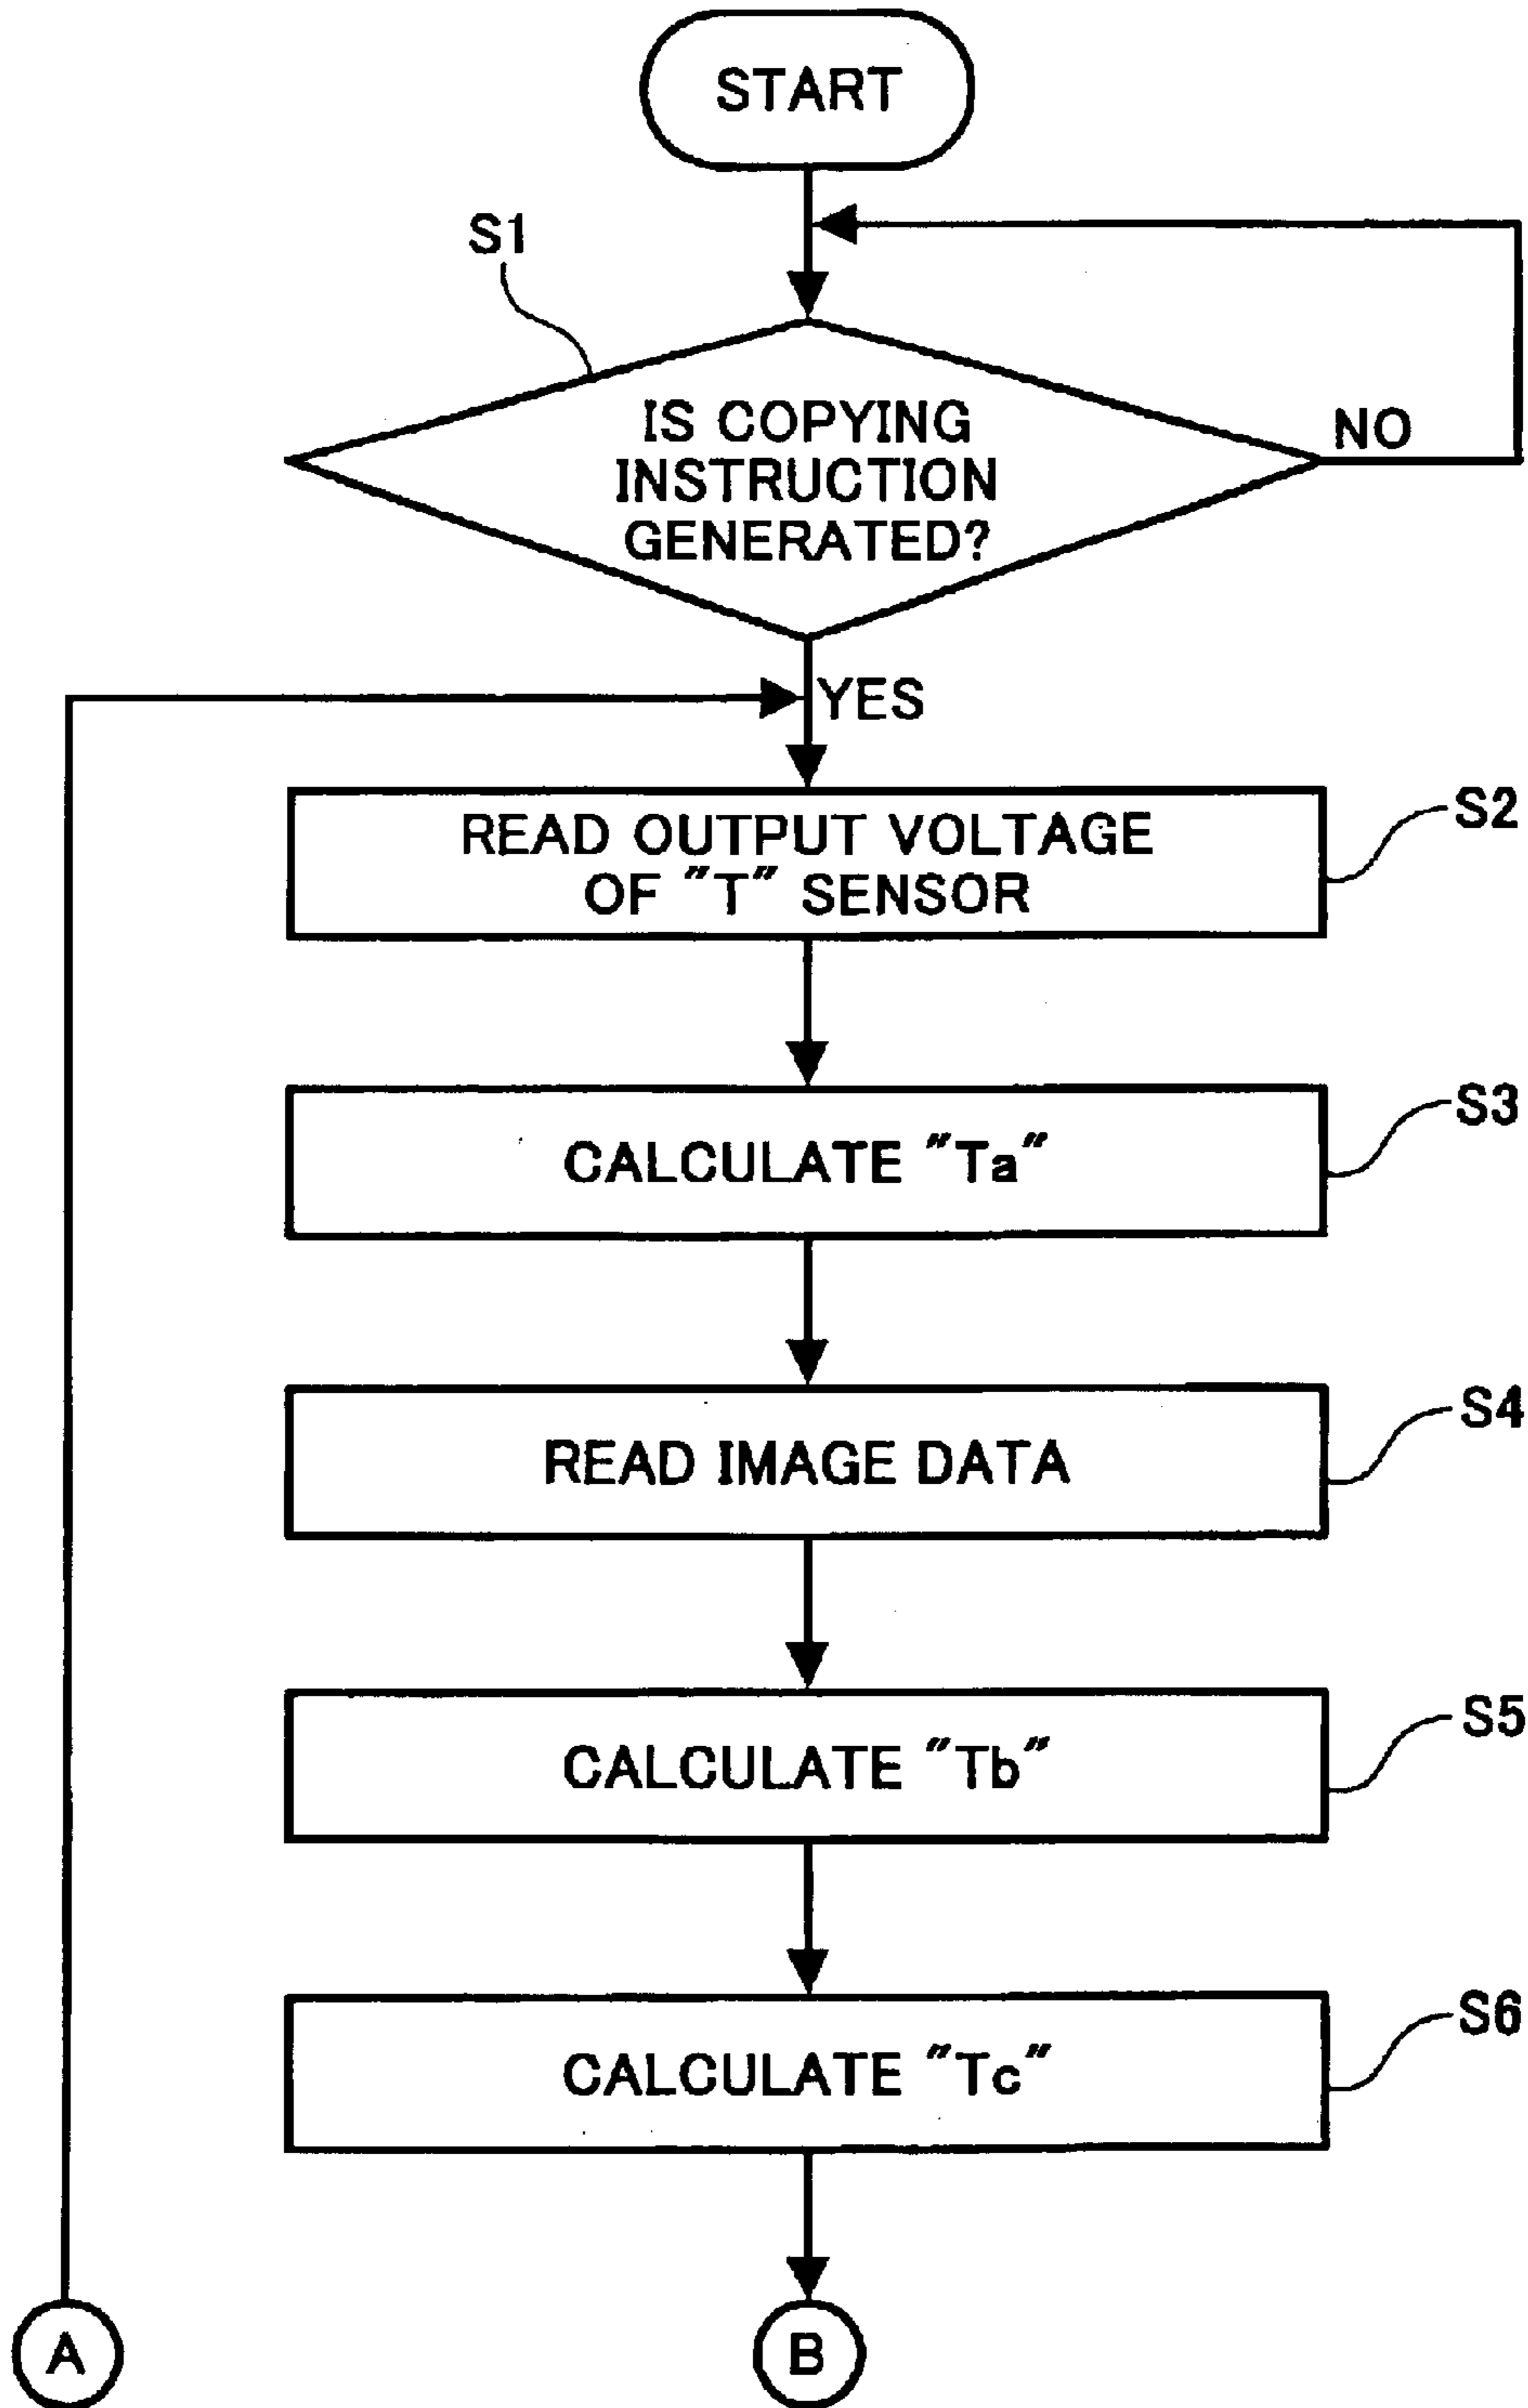 START
S1
IS COPYING
INSTRUCTION
GENERATED?
NO
YES
READ OUTPUT VOLTAGE
OF "T" SENSOR
S2
CALCULATE "Ta"
S3
READ IMAGE DATA
S4
CALCULATE "Tb"
S5
CALCULATE "Tc"
S6
A
B